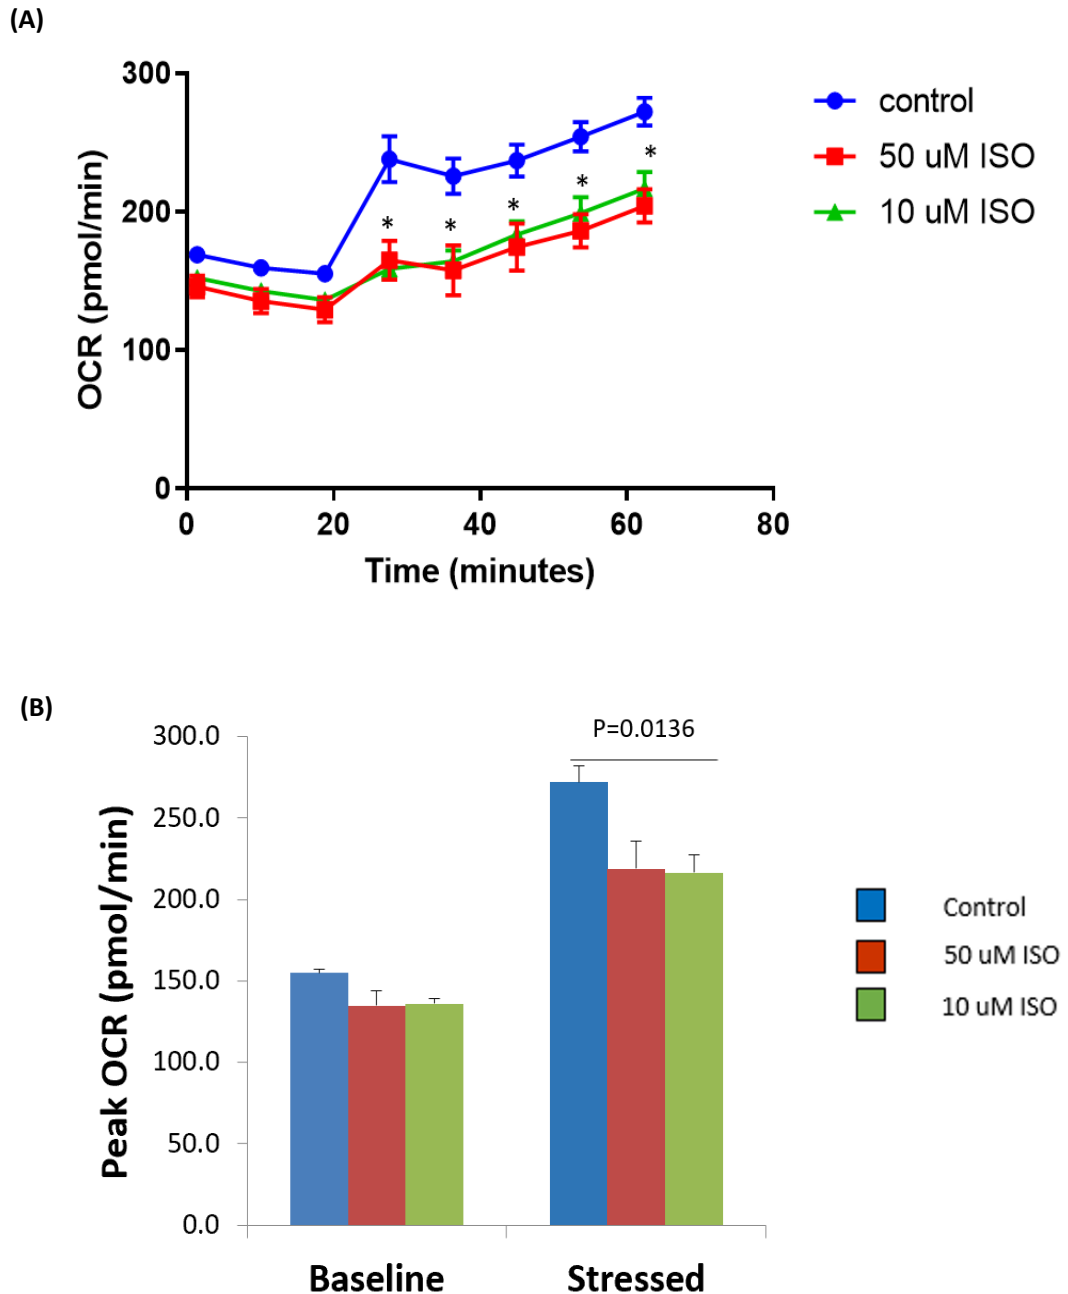 (A)
300
200
100
0
0 20 40 60 80
OCR (pmol/min)
Time (minutes)
control
50 uM ISO
10 uM ISO
* * * * *
(B)
P=0.0136
300.0
250.0
200.0
150.0
100.0
50.0
0.0
Peak OCR (pmol/min)
Baseline Stressed
Control
50 uM ISO
10 uM ISO